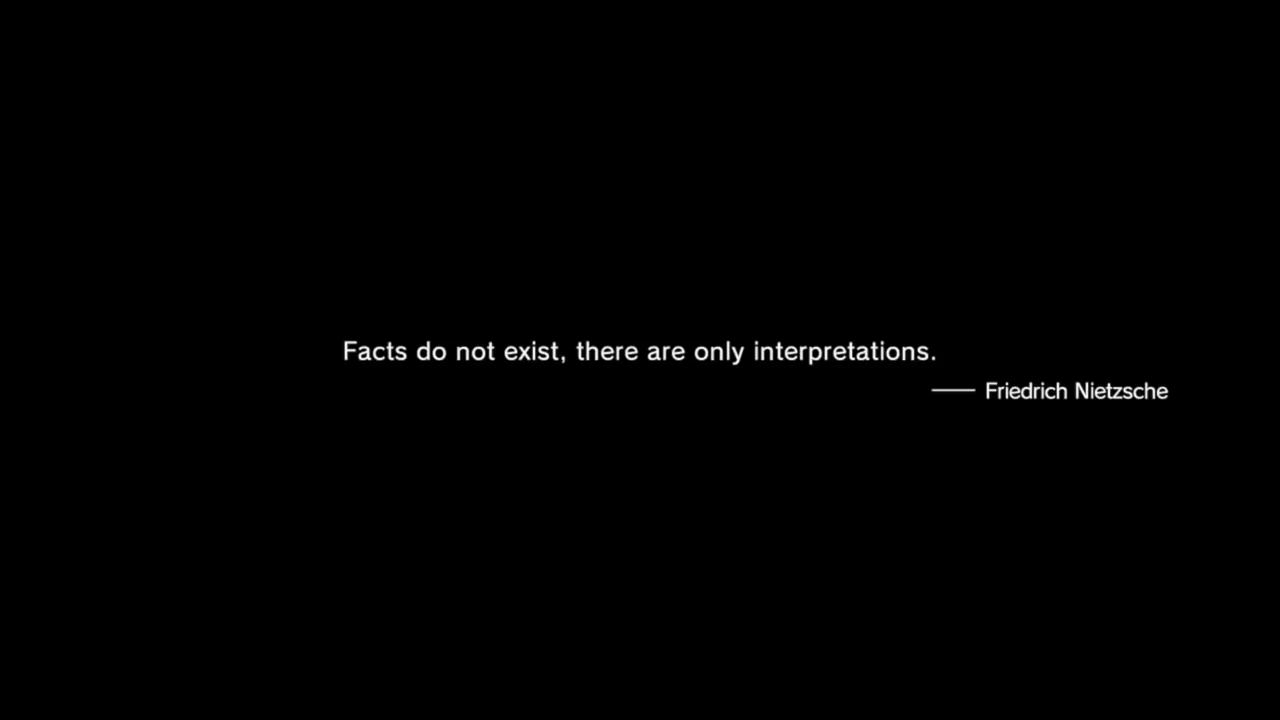 Facts do not exist, there are only interpretations.
—— Friedrich Nietzsche